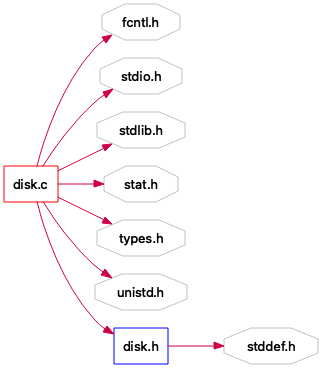 fcntl.h
stdio.h
stdlib.h
disk.c
stat.h
types.h
unistd.h
disk.h
stddef.h